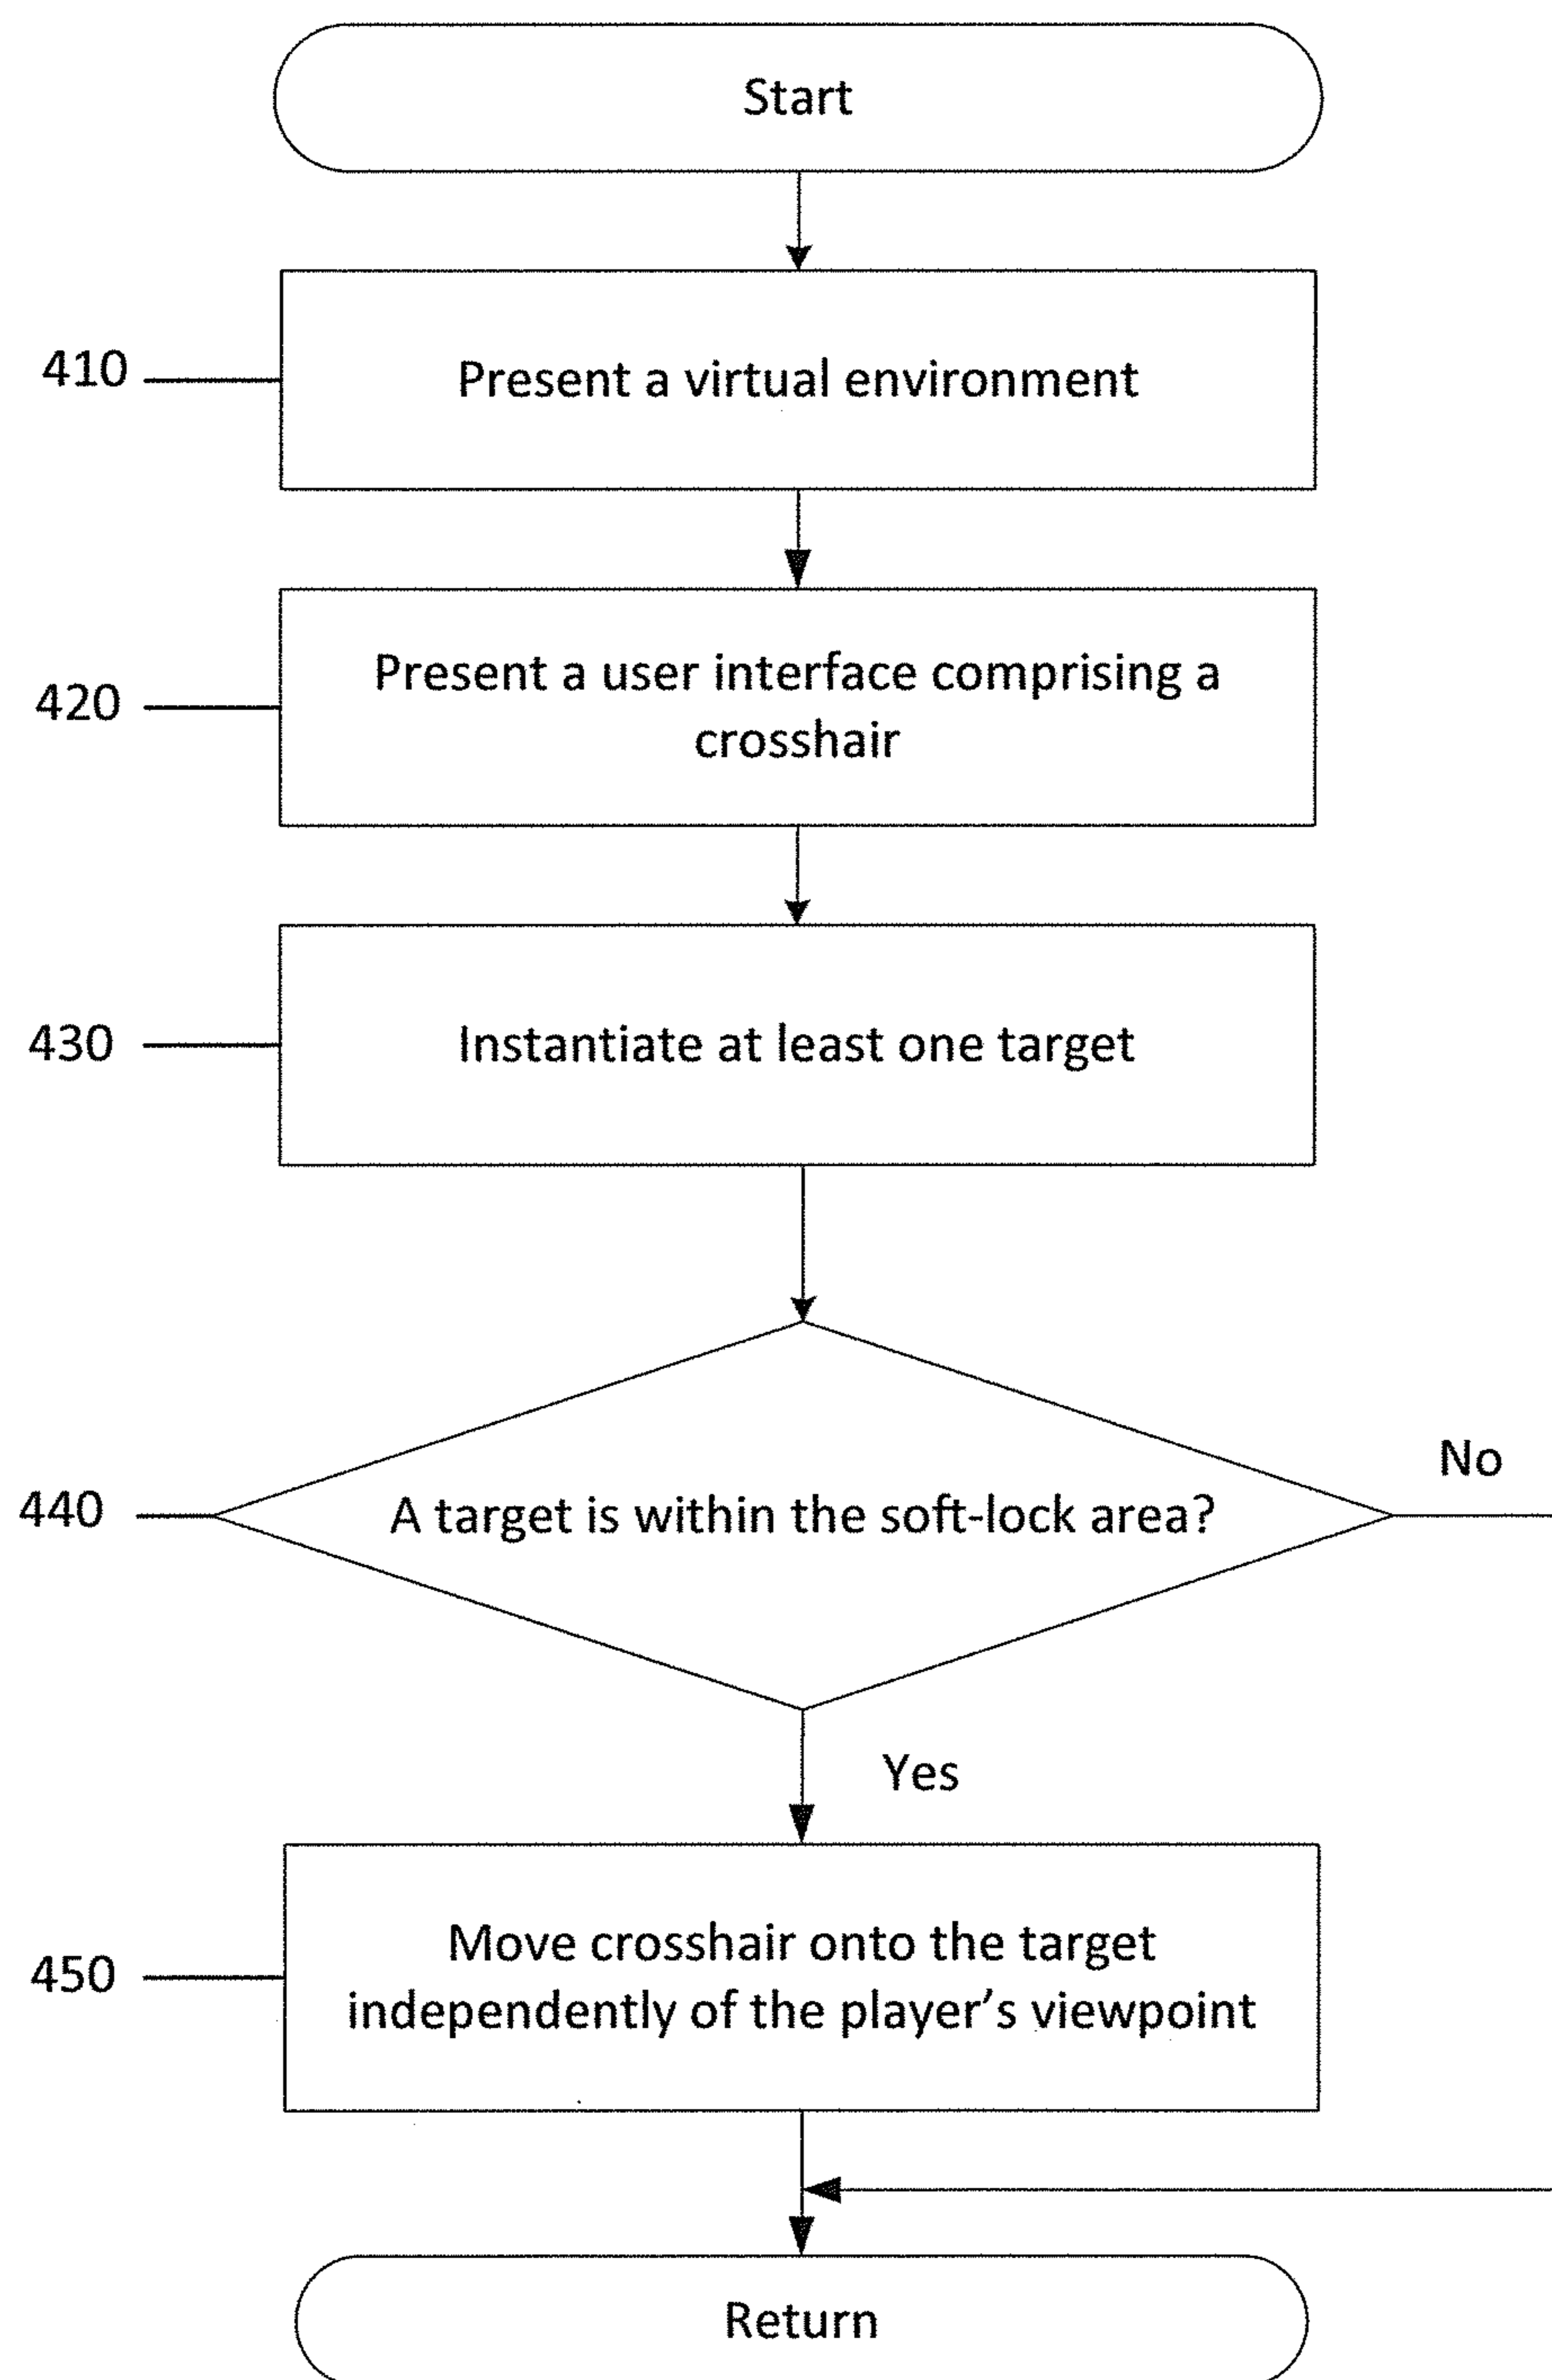 Start
410
Present a virtual environment
420
Present a user interface comprising a
crosshair
430
Instantiate at least one target
440
A target is within the soft-lock area?
No
Yes
450
Move crosshair onto the target
independently of the player's viewpoint
Return